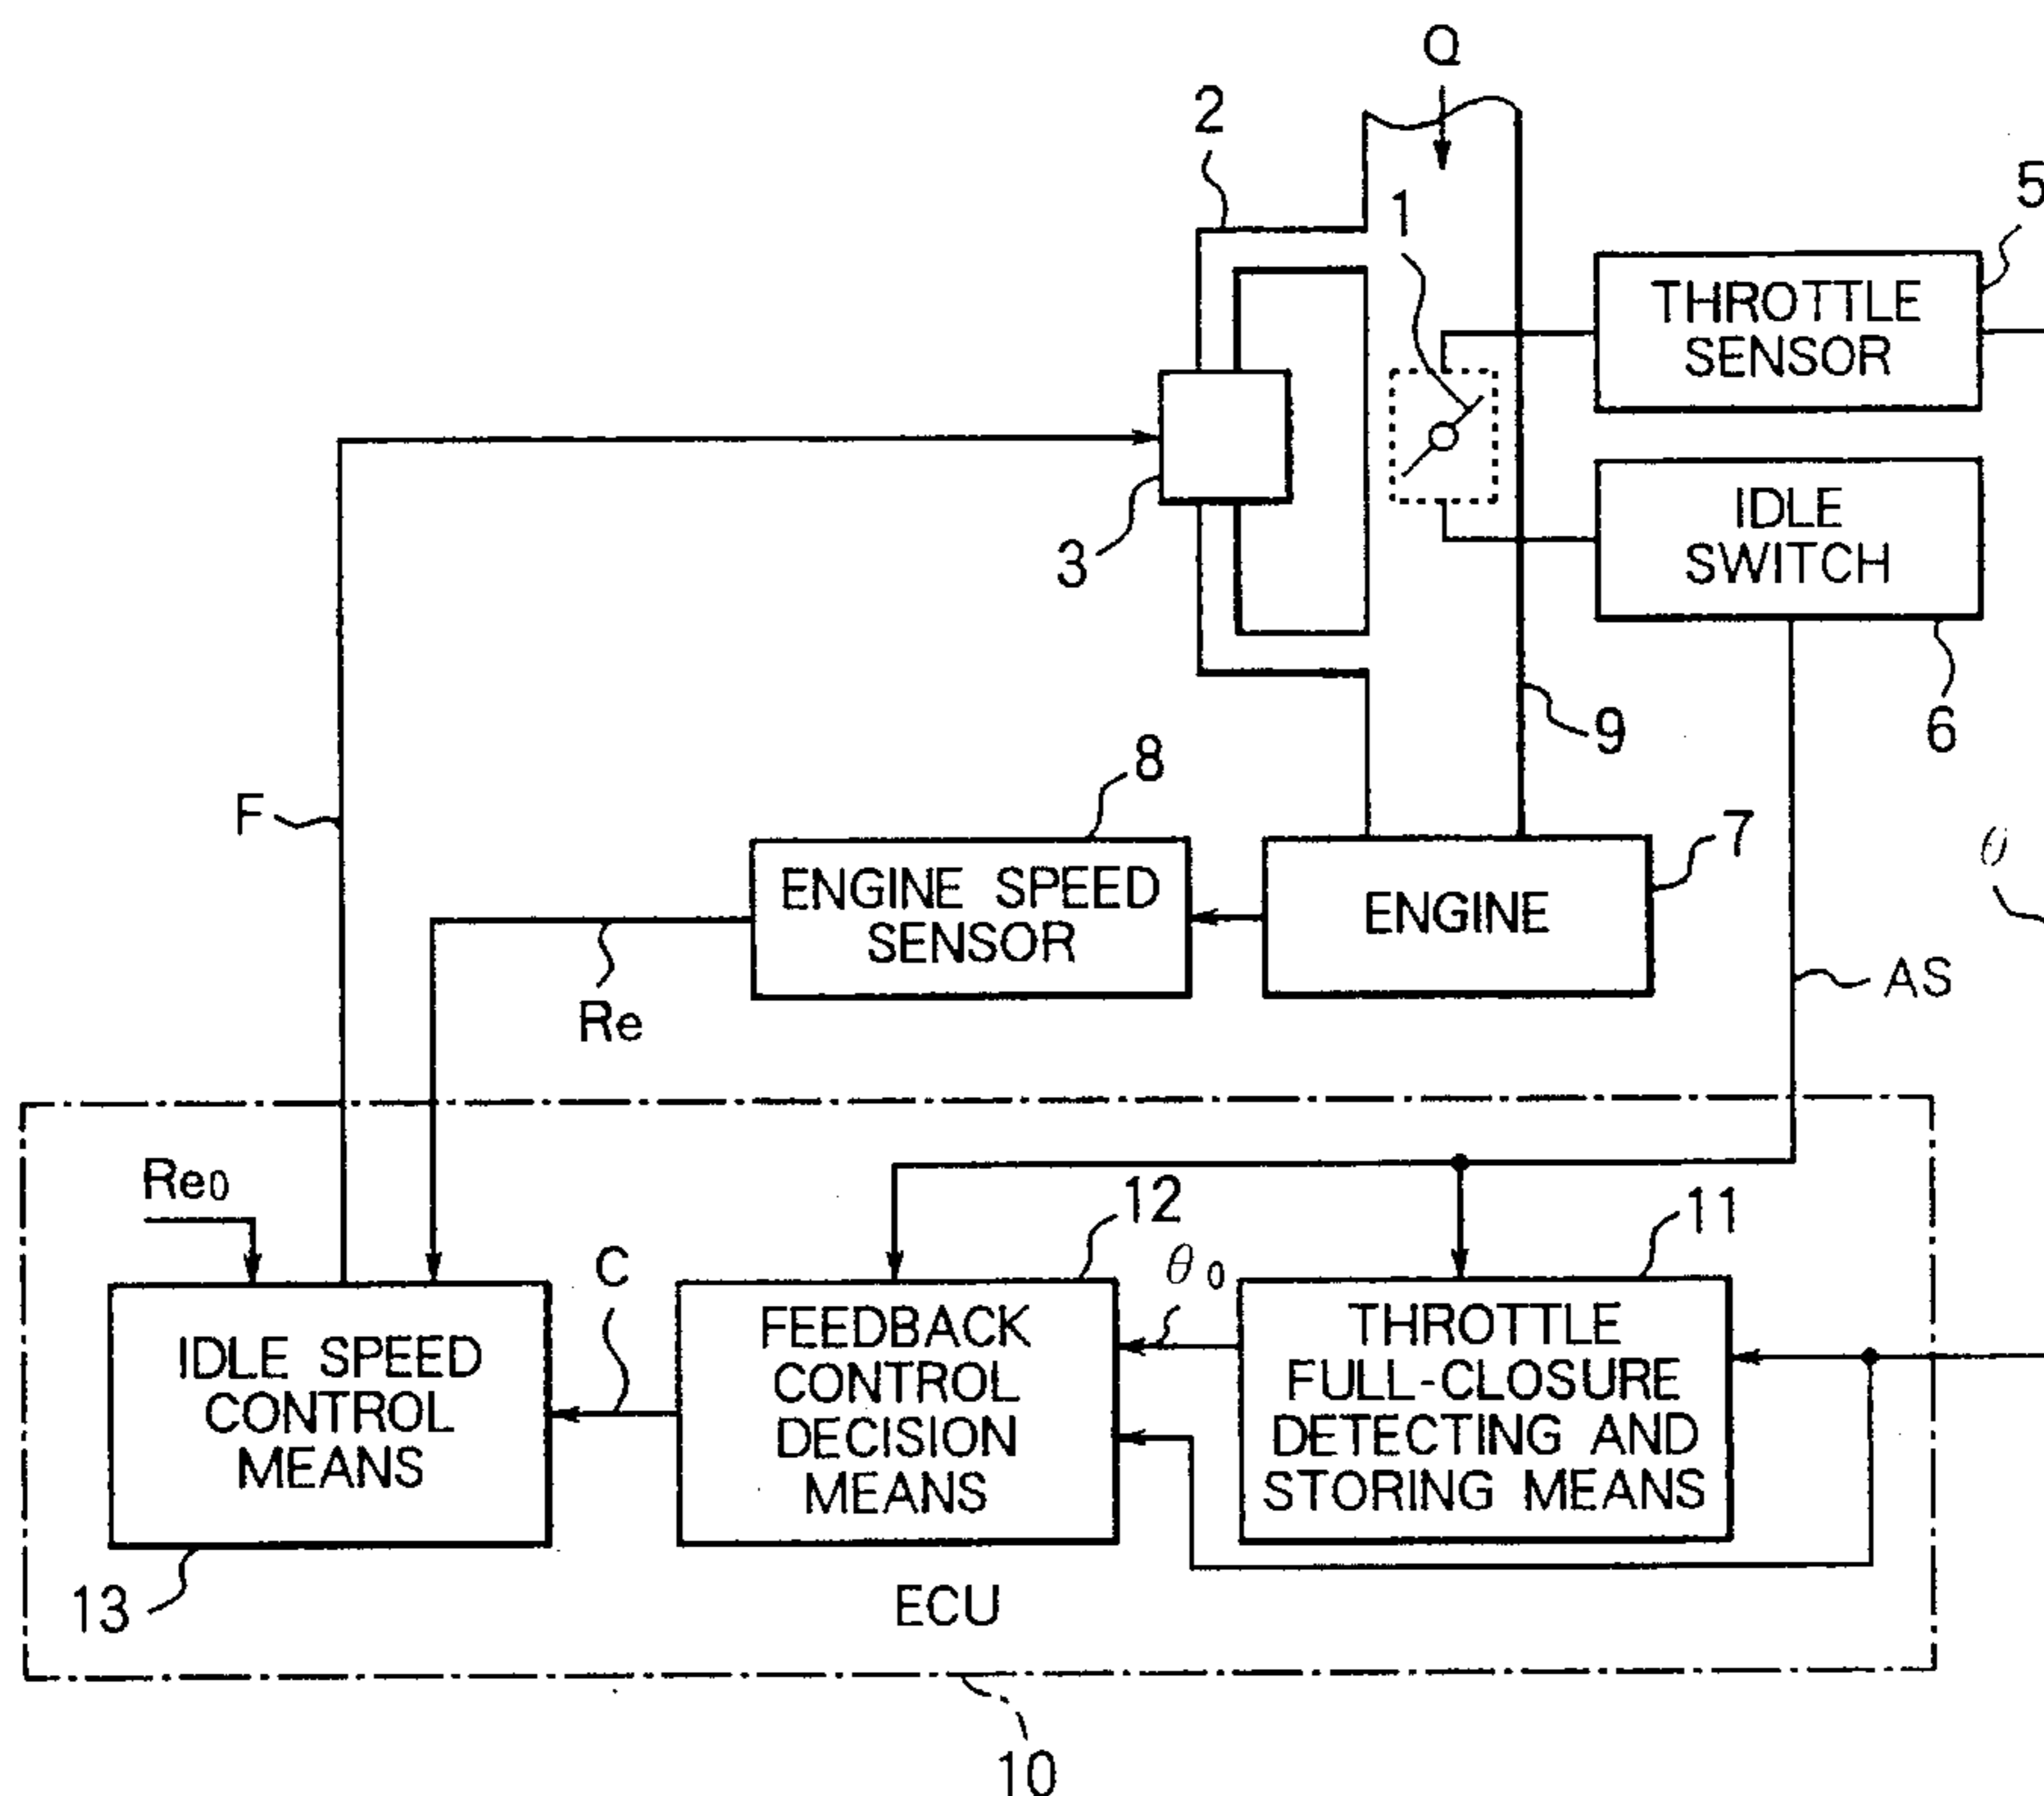 Q
2
1
5
THROTTLE
SENSOR
IDLE
SWITCH
3
6
9
8
7
F
θ
ENGINE SPEED
SENSOR
ENGINE
AS
Re
Re0
12
11
C
θ0
IDLE SPEED
CONTROL
MEANS
FEEDBACK
CONTROL
DECISION
MEANS
THROTTLE
FULL-CLOSURE
DETECTING AND
STORING MEANS
13
ECU
10